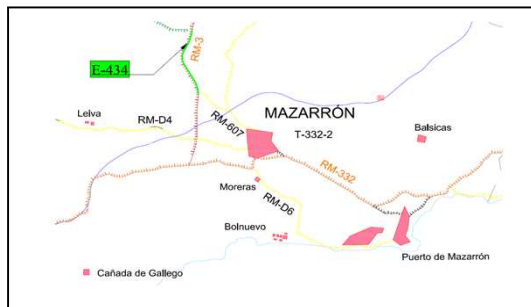 RM-3
E-434
MAZARRÓN
Lelva
RM-D4
RM-607
T-332-2
Balsicas
RM-332
Moreras
RM-D6
Bolnuevo
Puerto de Mazarrón
Cañada de Gallego